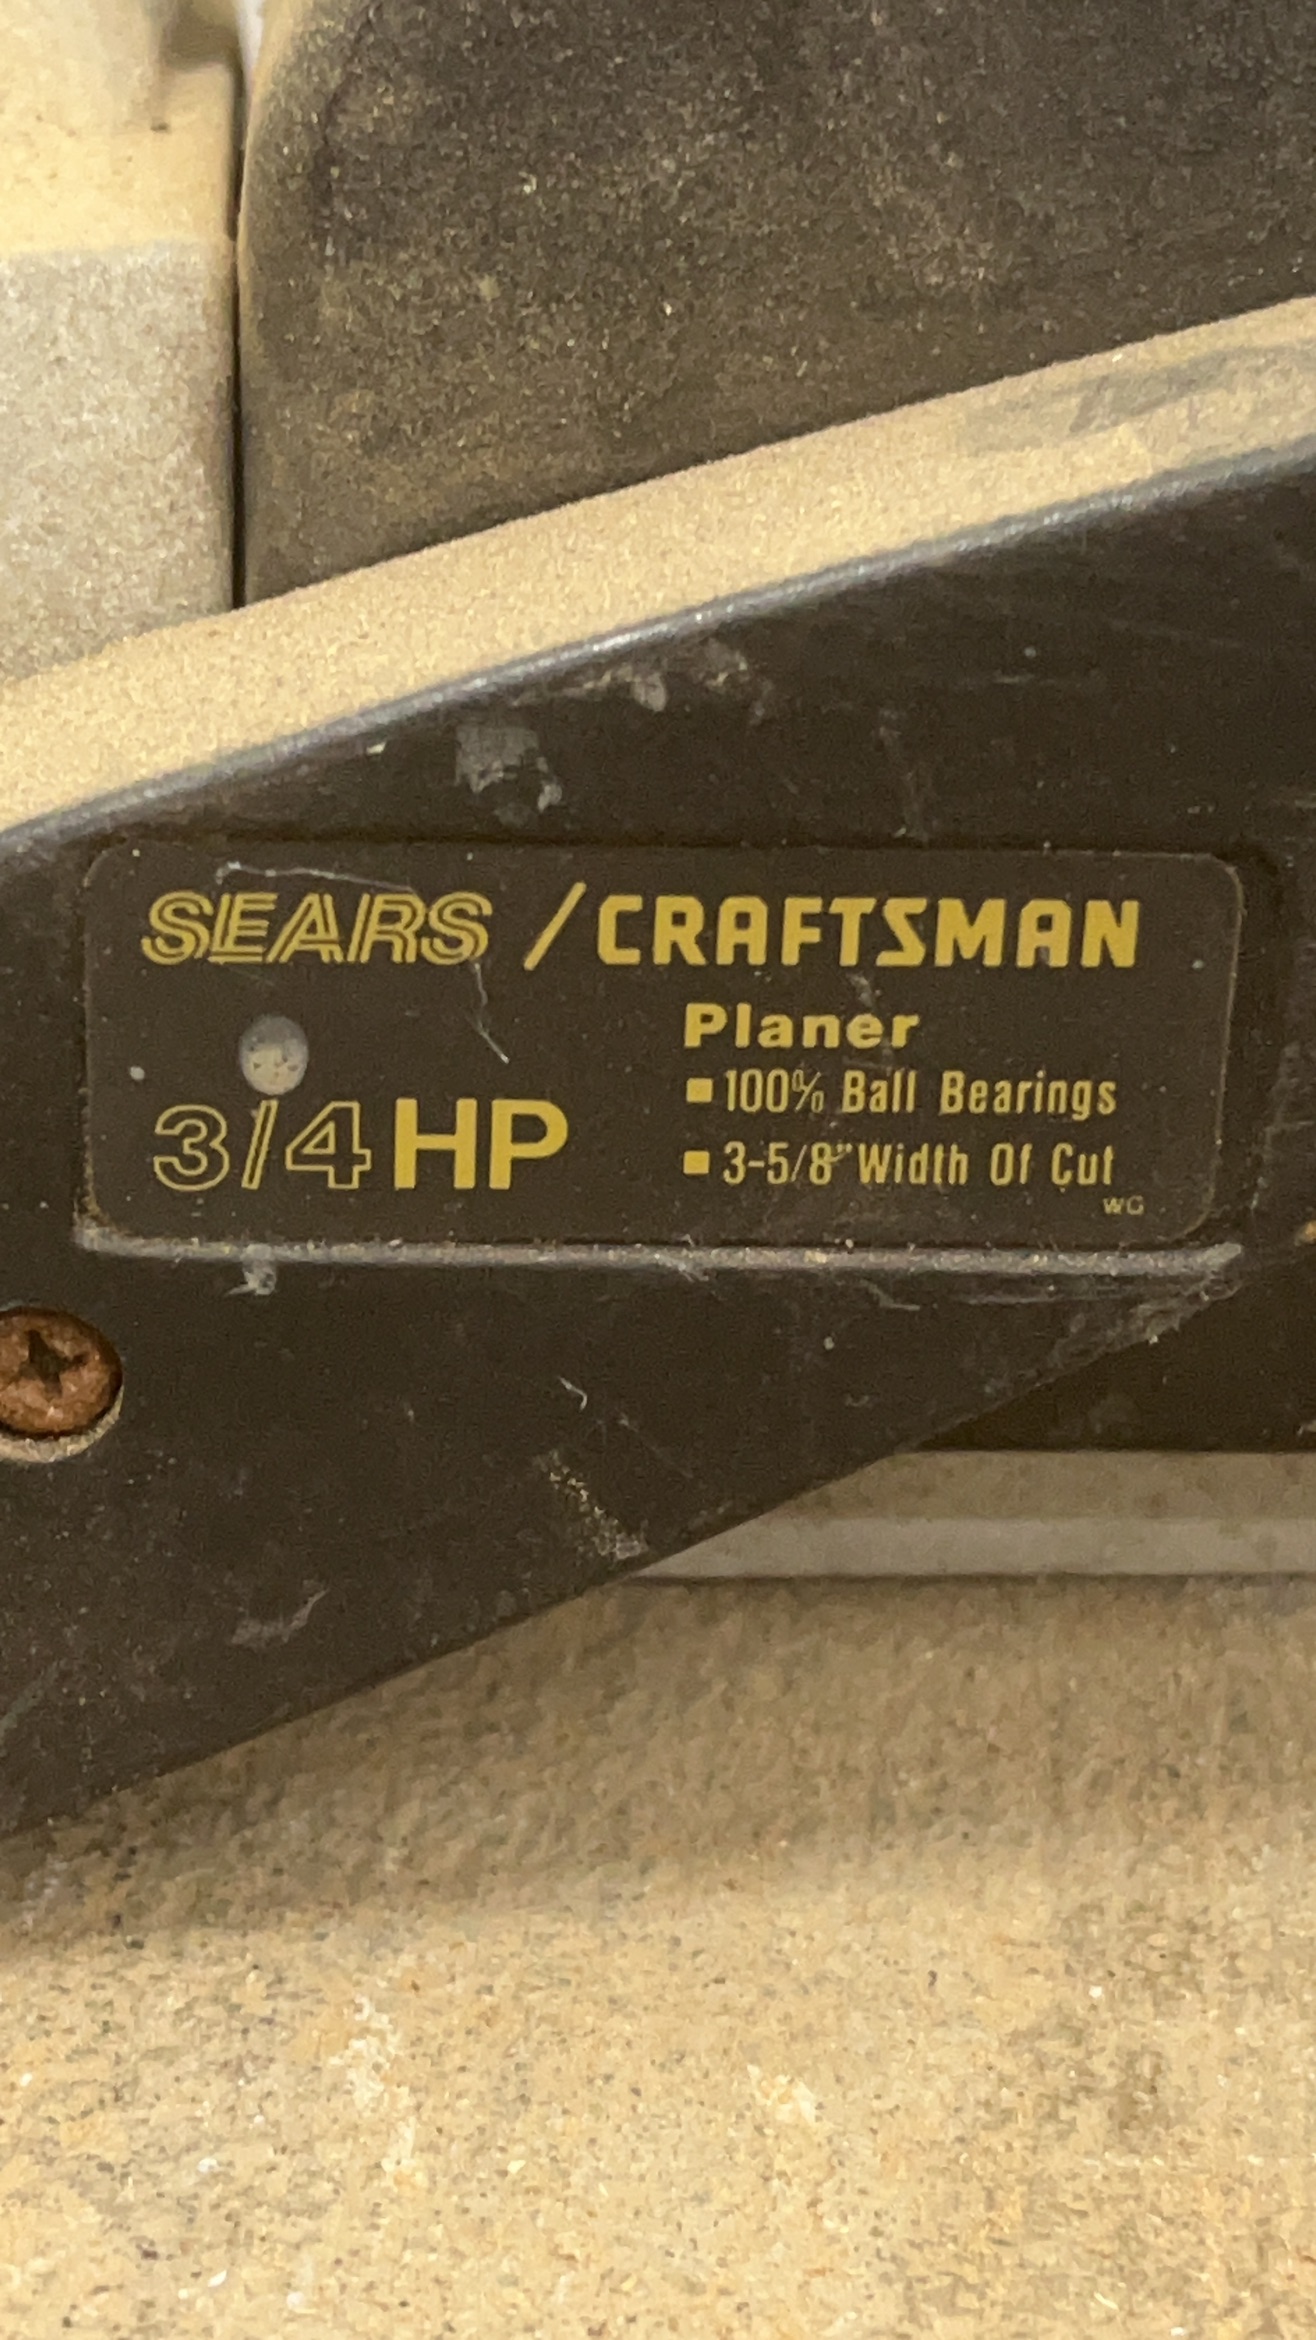 SEARS / CRAFTSMAN
Planer
3/4 HP
▪ 100% Ball Bearings
▪ 3-5/8" Width Of Cut
WG